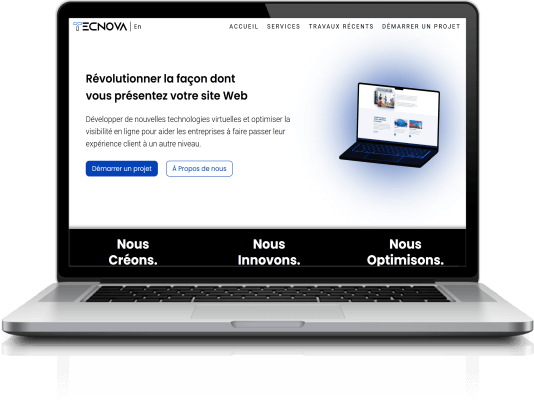 TECNOVA | En
ACCUEIL SERVICES TRAVAUX RÉCENTS DÉMARRER UN PROJET
Révolutionner la façon dont
vous présentez votre site Web
Développer de nouvelles technologies virtuelles et optimiser la
visibilité en ligne pour aider les entreprises à faire passer leur
expérience client à un autre niveau.
Démarrer un projet
À Propos de nous
Nous
Créons.
Nous
Innovons.
Nous
Optimisons.